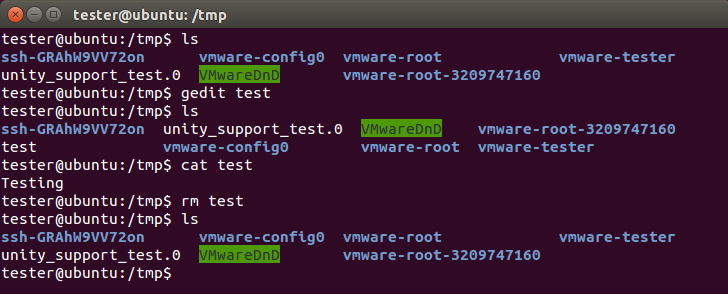 tester@ubuntu: /tmp
tester@ubuntu:/tmp$ ls
ssh-GRAhW9VV72on vmware-config0 vmware-root vmware-tester
unity_support_test.0 VMwareDnD vmware-root-3209747160
tester@ubuntu:/tmp$ gedit test
tester@ubuntu:/tmp$ ls
ssh-GRAhW9VV72on unity_support_test.0 VMwareDnD vmware-root-3209747160
test vmware-config0 vmware-root vmware-tester
tester@ubuntu:/tmp$ cat test
Testing
tester@ubuntu:/tmp$ rm test
tester@ubuntu:/tmp$ ls
ssh-GRAhW9VV72on vmware-config0 vmware-root vmware-tester
unity_support_test.0 VMwareDnD vmware-root-3209747160
tester@ubuntu:/tmp$